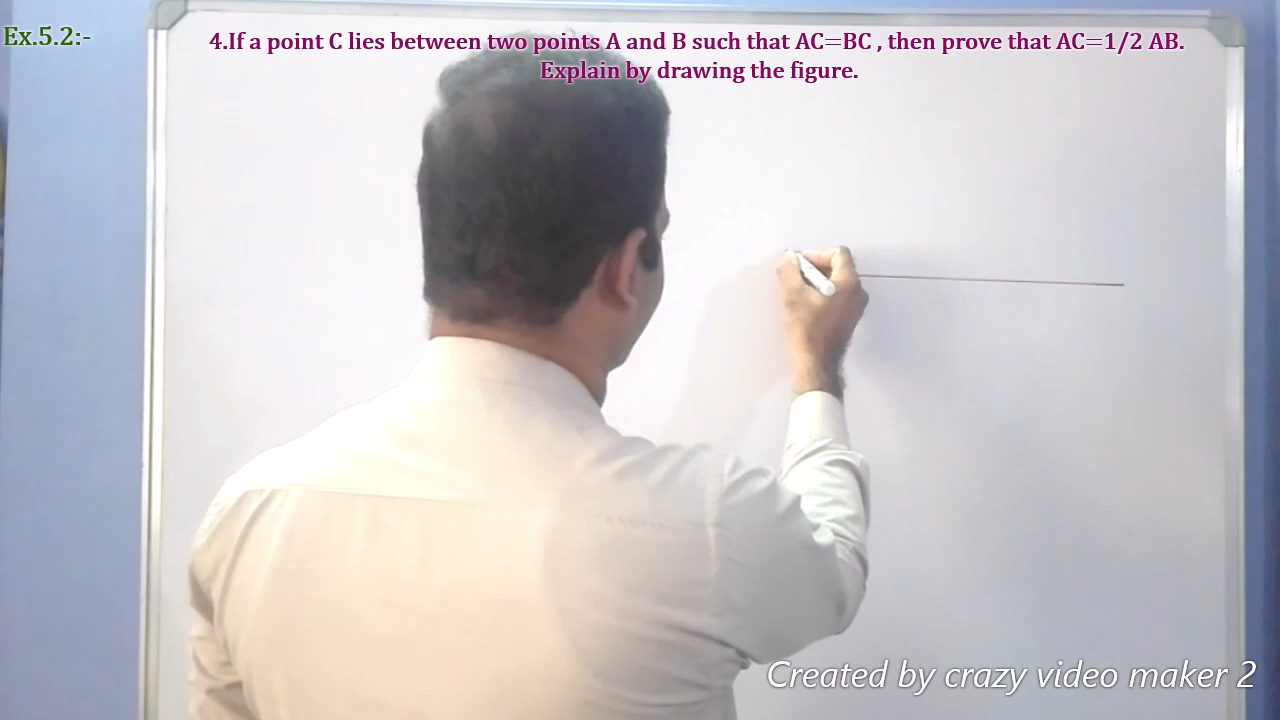 Ex.5.2:-
4.If a point C lies between two points A and B such that AC=BC , then prove that AC=1/2 AB.
Explain by drawing the figure.
Created by crazy video maker 2